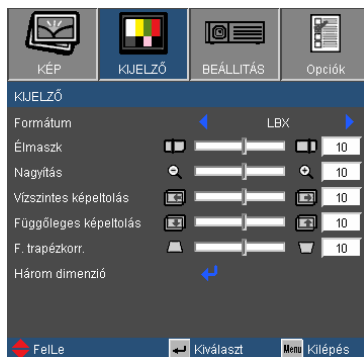 KÉP KIJELZŐ BEÁLLITÁS Opciók
KIJELZŐ
Formátum LBX
Élmaszk 10
Nagyítás 10
Vízszintes képeltolás 10
Függőleges képeltolás 10
F. trapézkorr. 10
Három dimenzió
FelLe Kiválaszt Menu Kilépés